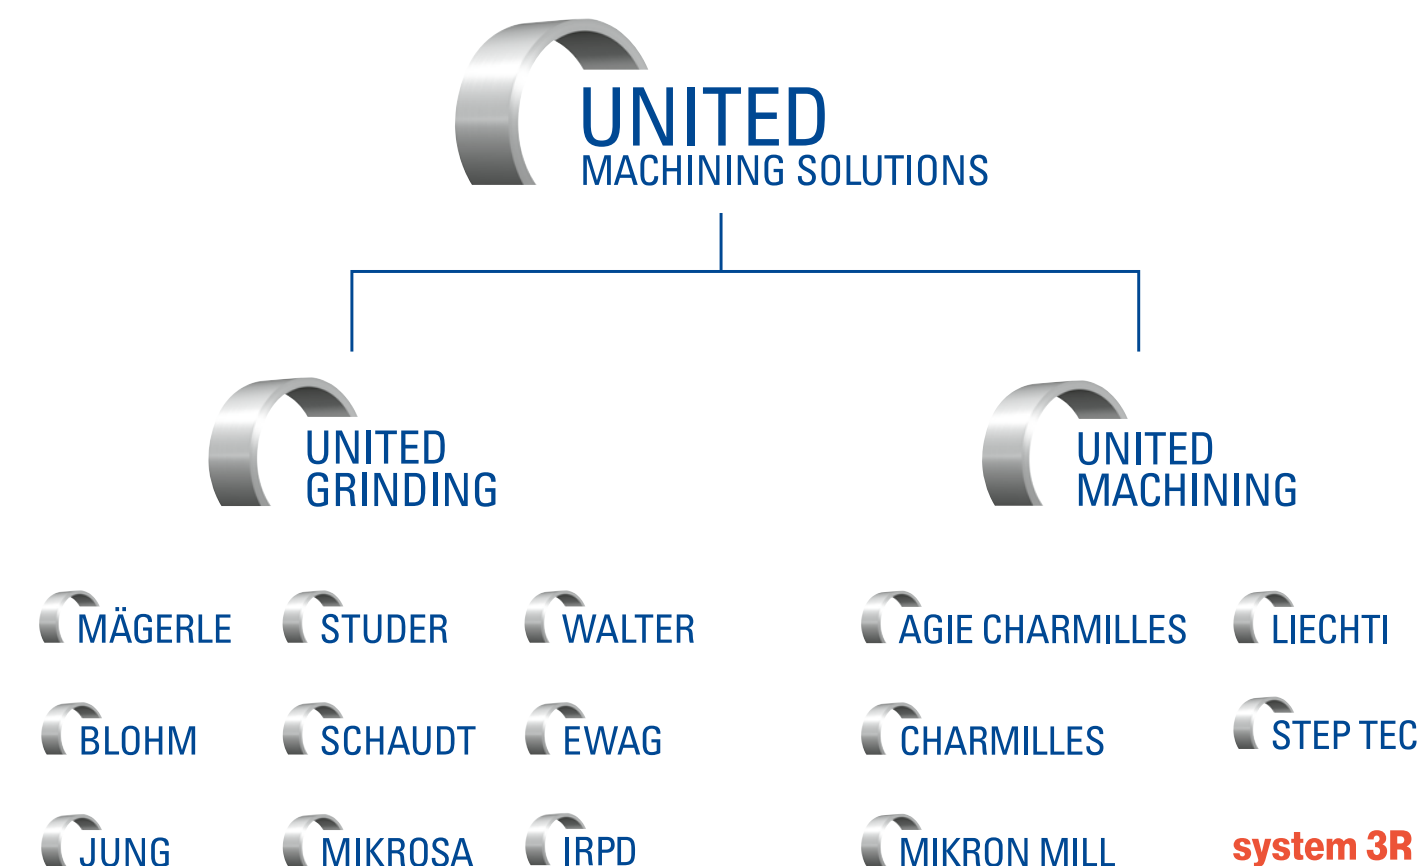 UNITED
MACHINING SOLUTIONS
UNITED
GRINDING
UNITED
MACHINING
MÄGERLE
STUDER
WALTER
AGIE CHARMILLES
LIECHTI
BLOHM
SCHAUDT
EWAG
CHARMILLES
STEP TEC
JUNG
MIKROSA
IRPD
MIKRON MILL
system 3R